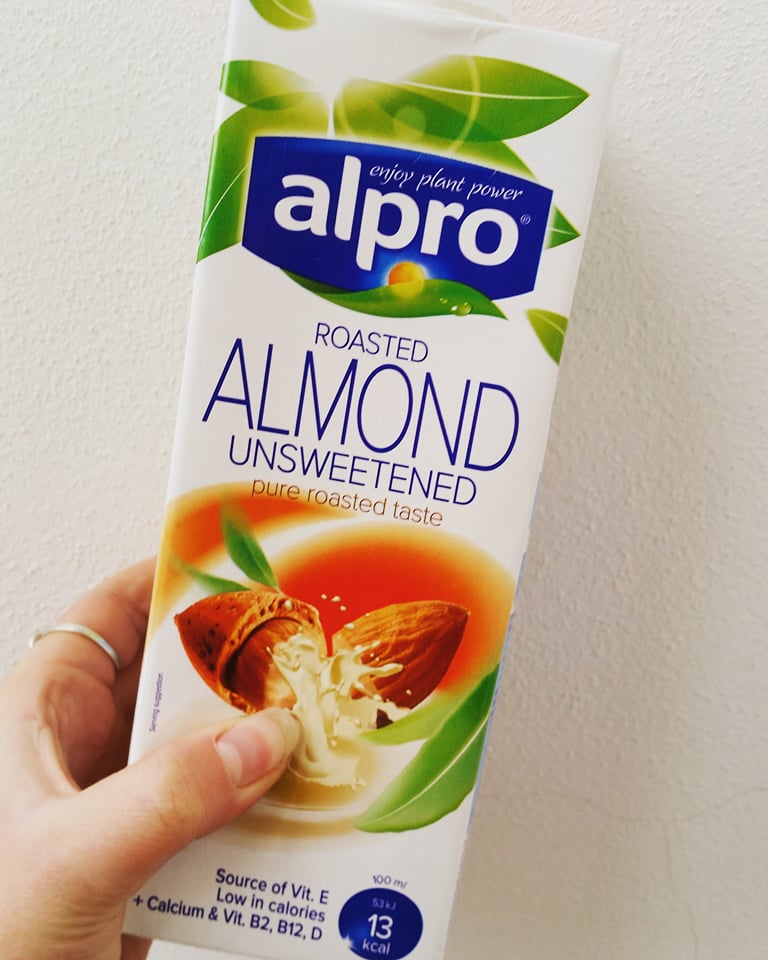 enjoy plant power
alpro®
ROASTED
ALMOND
UNSWEETENED
pure roasted taste
Serving suggestion
Source of Vit. E
Low in calories
+ Calcium & Vit. B2, B12, D
100 ml
53 kJ
13
kcal